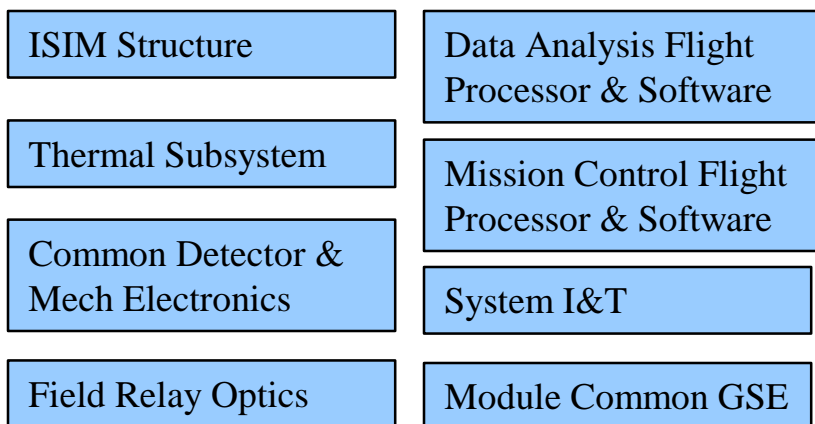 ISIM Structure
Thermal Subsystem
Common Detector &
Mech Electronics
Field Relay Optics
Data Analysis Flight
Processor & Software
Mission Control Flight
Processor & Software
System I&T
Module Common GSE